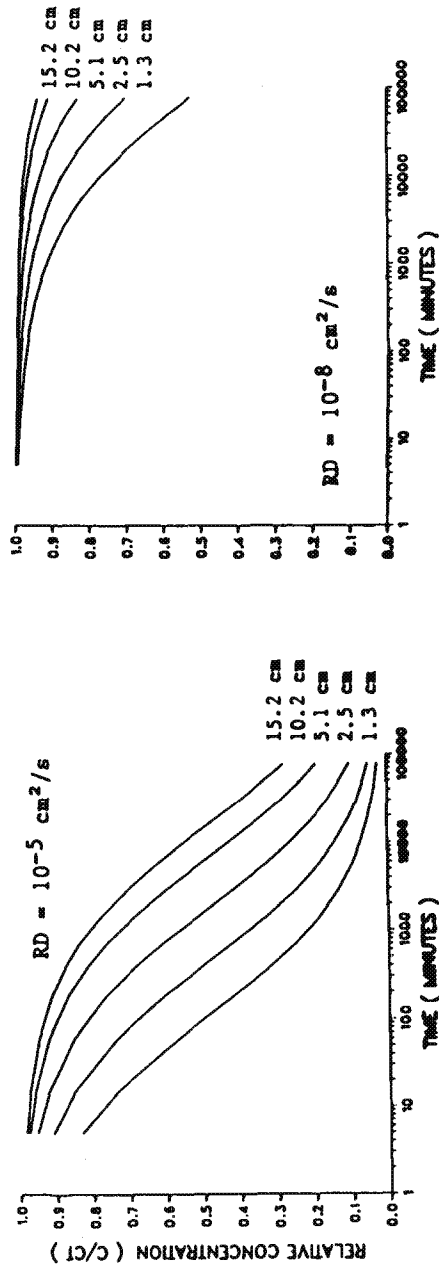 RELATIVE CONCENTRATION ( C/CI )
1.0
0.9
0.8
0.7
0.6
0.5
0.4
0.3
0.2
0.1
0.0
RD = 10⁻⁵ cm²/s
15.2 cm
10.2 cm
5.1 cm
2.5 cm
1.3 cm
1 10 100 1000 10000 100000
TIME ( MINUTES )
1.0
0.9
0.8
0.7
0.6
0.5
0.4
0.3
0.2
0.1
0.0
15.2 cm
10.2 cm
5.1 cm
2.5 cm
1.3 cm
RD = 10⁻⁸ cm²/s
1 10 100 1000 10000 100000
TIME ( MINUTES )